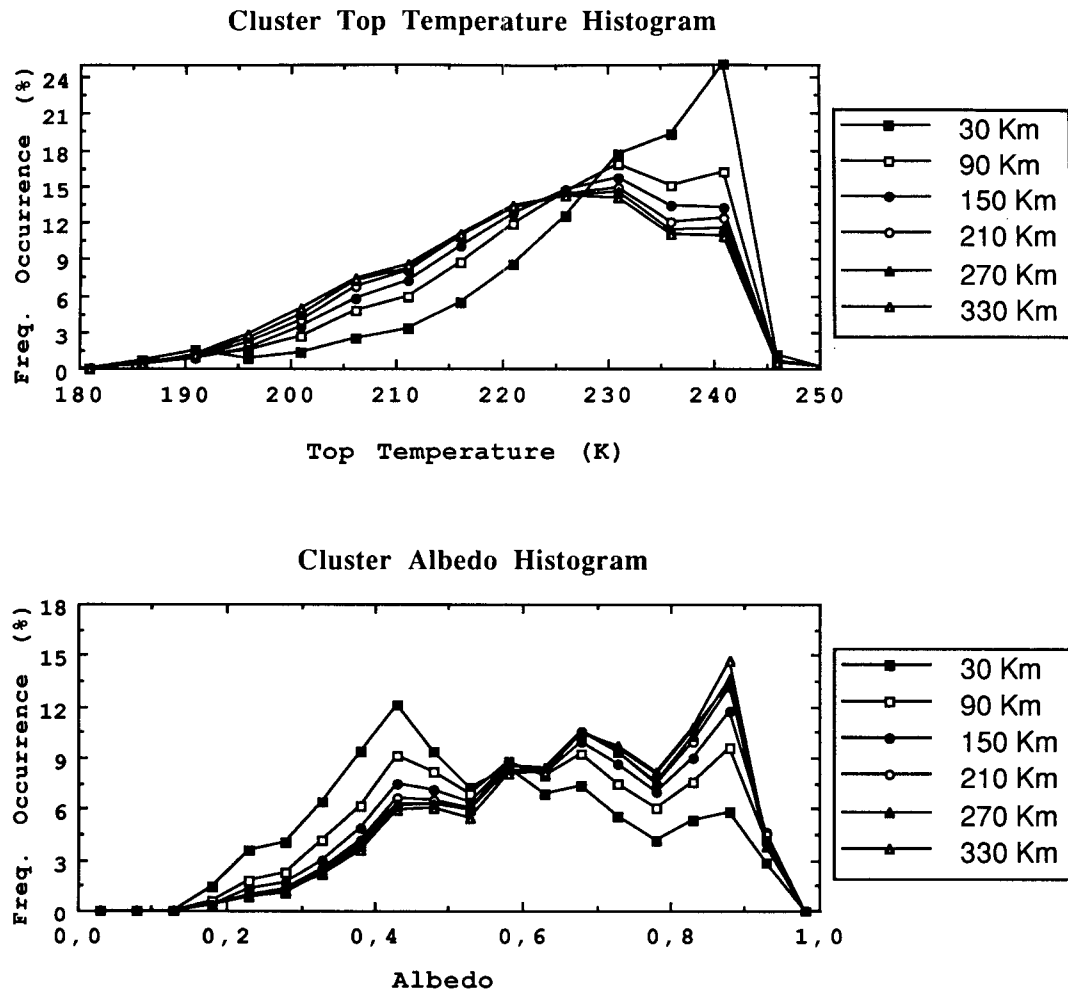 Cluster Top Temperature Histogram
Freq. Occurrence (%)
24
21
18
15
12
9
6
3
0
180 190 200 210 220 230 240 250
Top Temperature (K)
30 Km
90 Km
150 Km
210 Km
270 Km
330 Km
Cluster Albedo Histogram
Freq. Occurrence (%)
18
15
12
9
6
3
0
0,0 0,2 0,4 0,6 0,8 1,0
Albedo
30 Km
90 Km
150 Km
210 Km
270 Km
330 Km